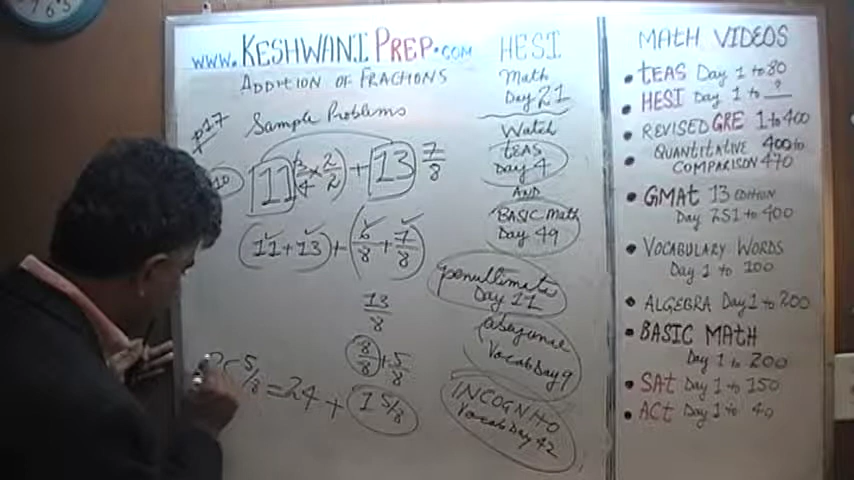 www.KESHWANIPREP.com
ADDITION OF FRACTIONS
p17
Sample Problems
10
11 (3/4 × 2/2) + 13 7/8
(11+13) + (6/8 + 7/8)
13/8
8/8 + 5/8
5/8 = 24 + 1 5/8
HESI
Math
Day 21
Watch
TEAS
Day 4
AND
BASIC Math
Day 49
penultimate
Day 11
Vocab Day 9
INCOGNITO
Vocab Day 42
MATH VIDEOS
• TEAS Day 1 to 80
• HESI Day 1 to ?
• REVISED GRE 1 to 400
• QUANTITATIVE 400 to
COMPARISON 470
• GMAT 13 EDITION
Day 251 to 400
• VOCABULARY WORDS
Day 1 to 100
• ALGEBRA Day 1 to 200
• BASIC MATH
Day 1 to 200
• SAT Day 1 to 150
• ACT Day 1 to 40